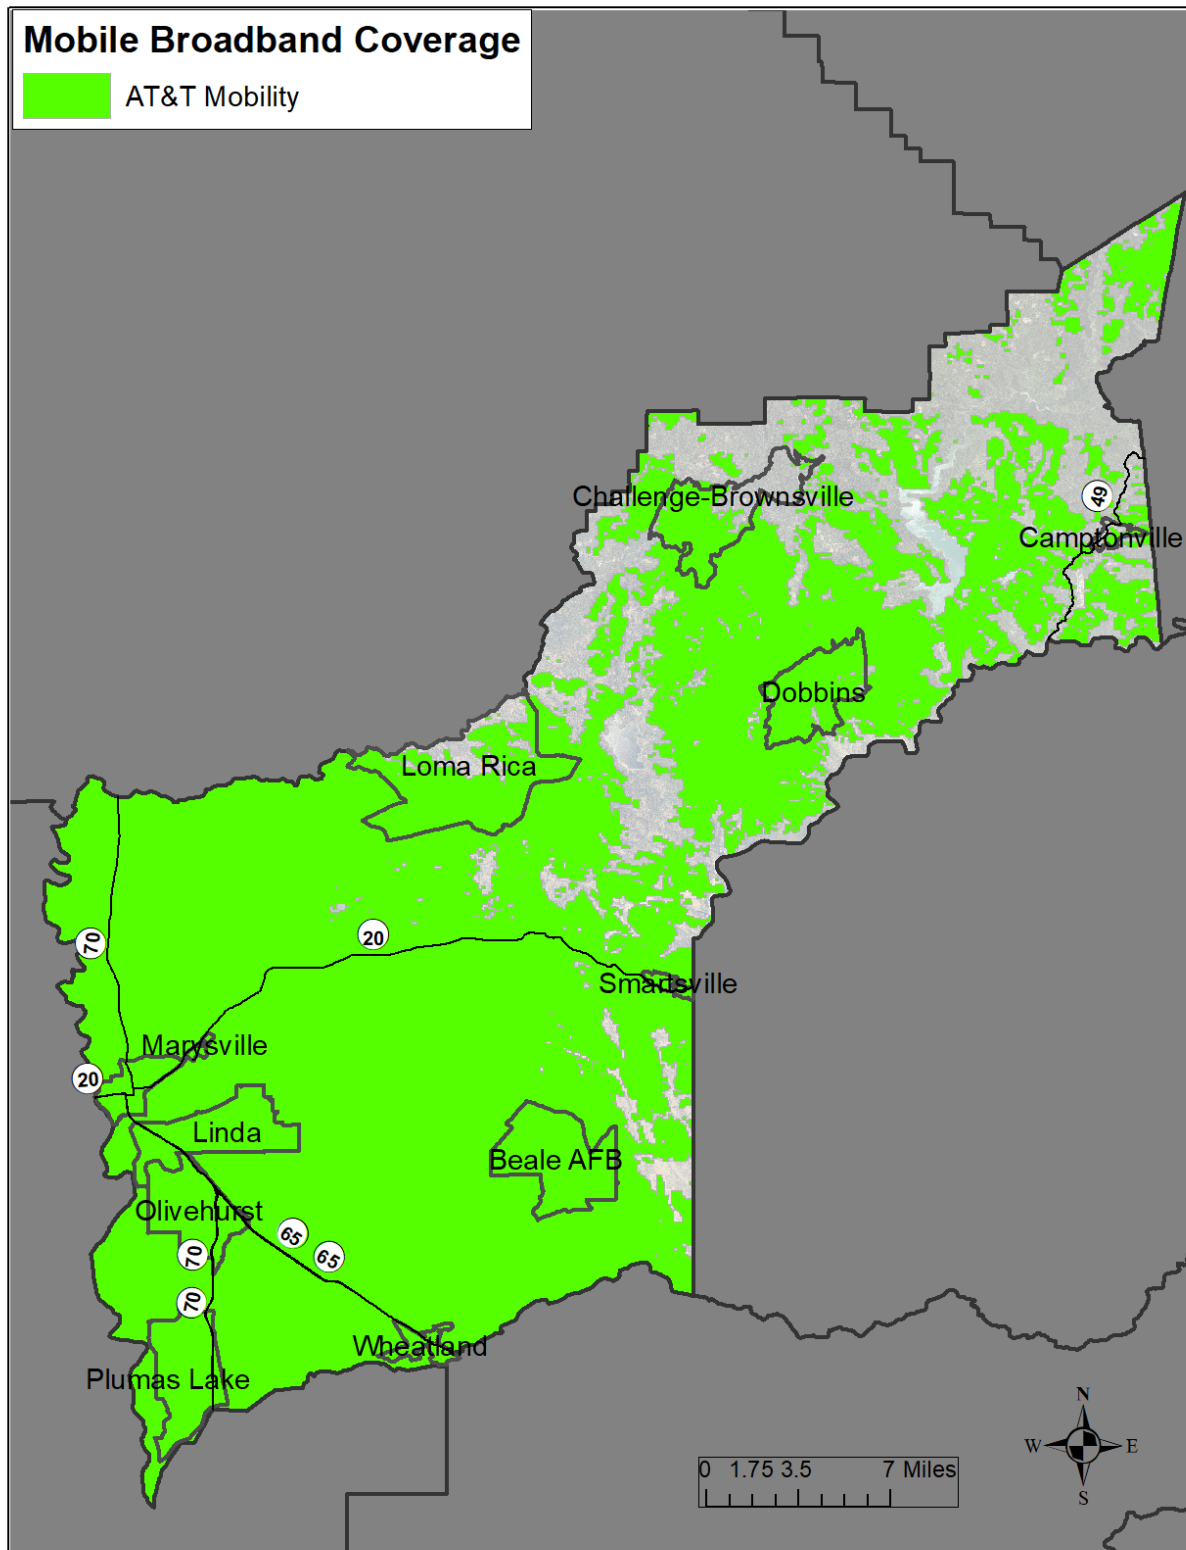 Mobile Broadband Coverage
AT&T Mobility
Challenge-Brownsville
49
Camptonville
Dobbins
Loma Rica
70
20
Smartsville
Marysville
20
Linda
Beale AFB
Olivehurst
65
65
70
70
Wheatland
Plumas Lake
N
W E
S
0 1.75 3.5 7 Miles